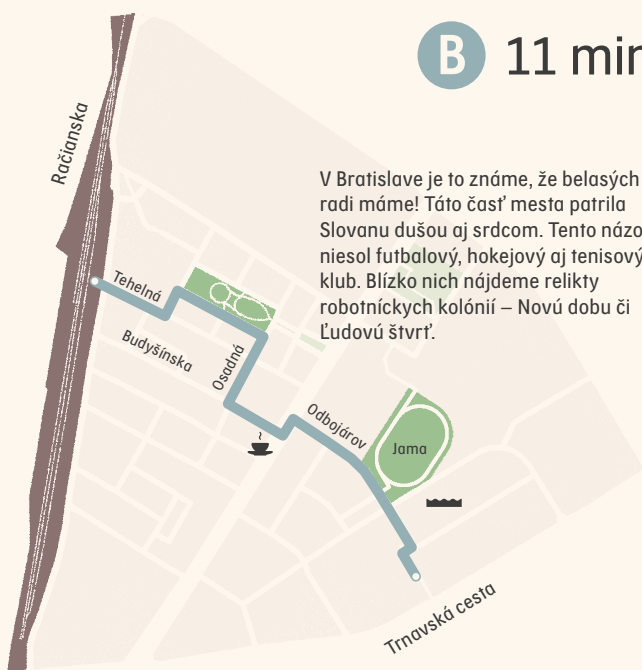 B 11 min
Račianska
V Bratislave je to známe, že belasých
radi máme! Táto časť mesta patrila
Slovanu dušou aj srdcom. Tento názo
niesol futbalový, hokejový aj tenisový
klub. Blízko nich nájdeme relikty
robotníckych kolónií – Novú dobu či
Ľudovú štvrť.
Tehelná
Budyšínska
Osadná
Odbojárov
Jama
Trnavská cesta